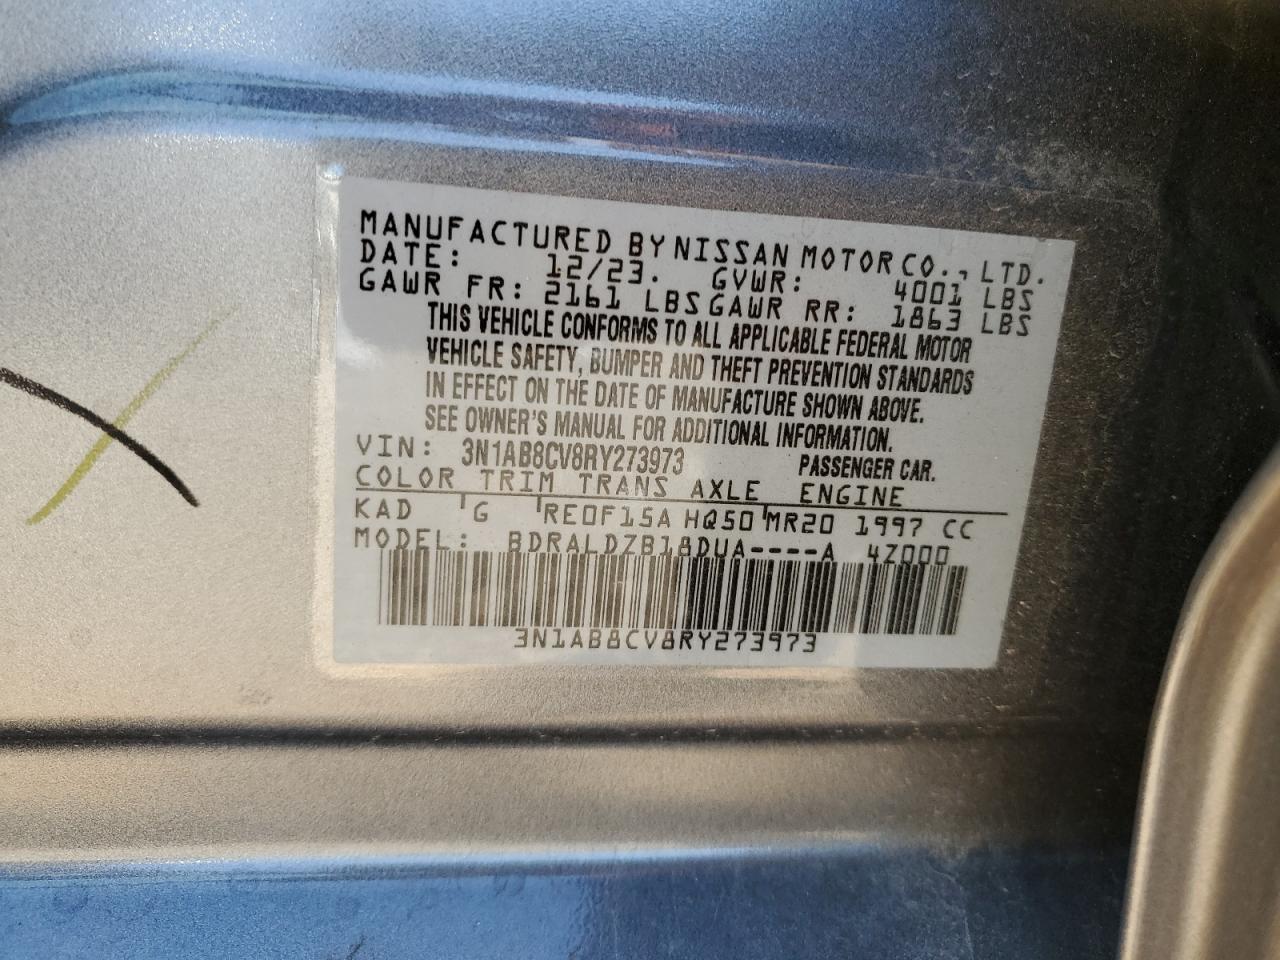 MANUFACTURED BY NISSAN MOTOR CO., LTD.
DATE: 12/23. GVWR: 4001 LBS
GAWR FR: 2161 LBS GAWR RR: 1863 LBS
THIS VEHICLE CONFORMS TO ALL APPLICABLE FEDERAL MOTOR
VEHICLE SAFETY, BUMPER AND THEFT PREVENTION STANDARDS
IN EFFECT ON THE DATE OF MANUFACTURE SHOWN ABOVE.
SEE OWNER'S MANUAL FOR ADDITIONAL INFORMATION.
VIN: 3N1AB8CV8RY273973 PASSENGER CAR.
COLOR TRIM TRANS AXLE ENGINE
KAD G RE0F15A HQ50 MR20 1997 CC
MODEL: BDRALDZB18DUA----A 4Z000
3N1AB8CV8RY273973